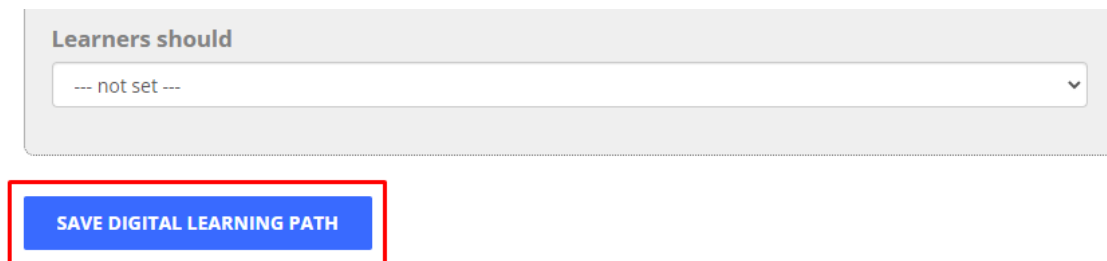 Learners should
--- not set ---
SAVE DIGITAL LEARNING PATH